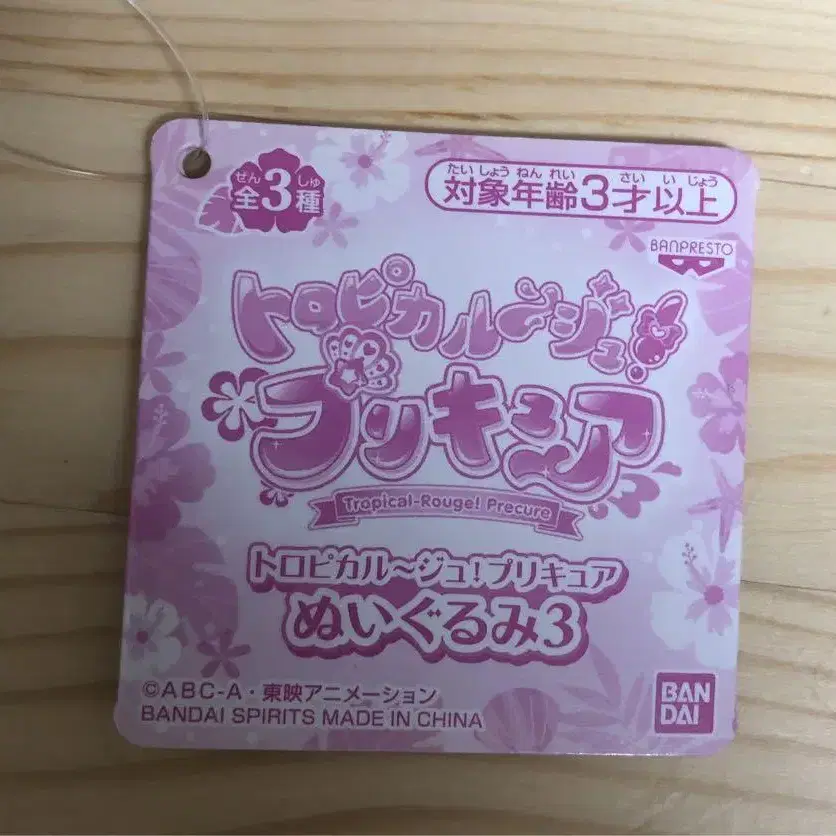 ぜん しゅ
全3種
たいしょうねんれい さい いじょう
対象年齢3才以上
BANPRESTO
トロピカル〜ジュ!
プリキュア
Tropical-Rouge! Precure
トロピカル〜ジュ!プリキュア
ぬいぐるみ3
©ABC-A・東映アニメーション
BANDAI SPIRITS MADE IN CHINA
BAN
DAI